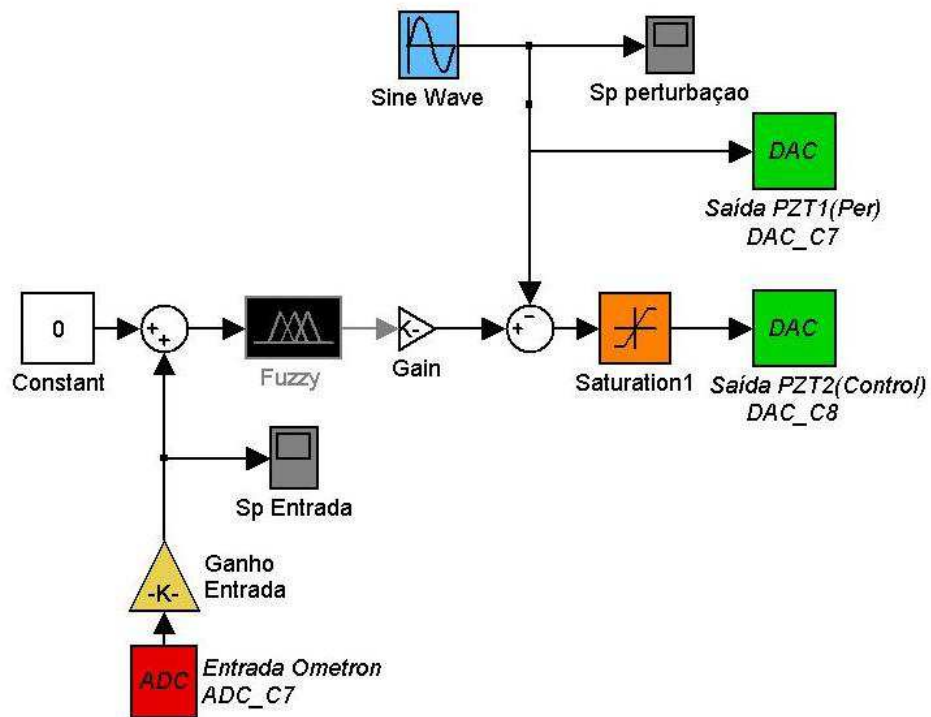 Sine Wave
Sp perturbaçao
DAC
Saída PZT1(Per)
DAC_C7
0
Constant
+
+
Fuzzy
-K-
Gain
+
−
Saturation1
DAC
Saída PZT2(Control)
DAC_C8
Sp Entrada
-K-
Ganho
Entrada
ADC
Entrada Ometron
ADC_C7